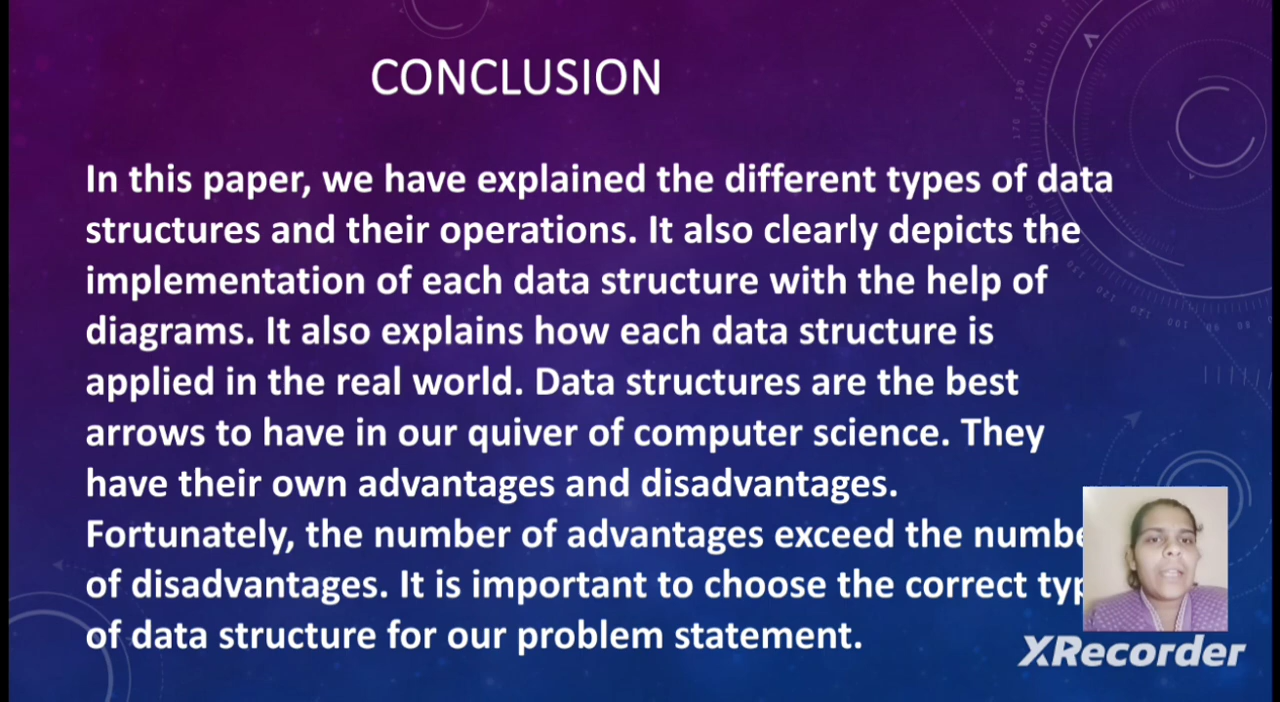 CONCLUSION
In this paper, we have explained the different types of data
structures and their operations. It also clearly depicts the
implementation of each data structure with the help of
diagrams. It also explains how each data structure is
applied in the real world. Data structures are the best
arrows to have in our quiver of computer science. They
have their own advantages and disadvantages.
Fortunately, the number of advantages exceed the numbe
of disadvantages. It is important to choose the correct typ
of data structure for our problem statement.
XRecorder